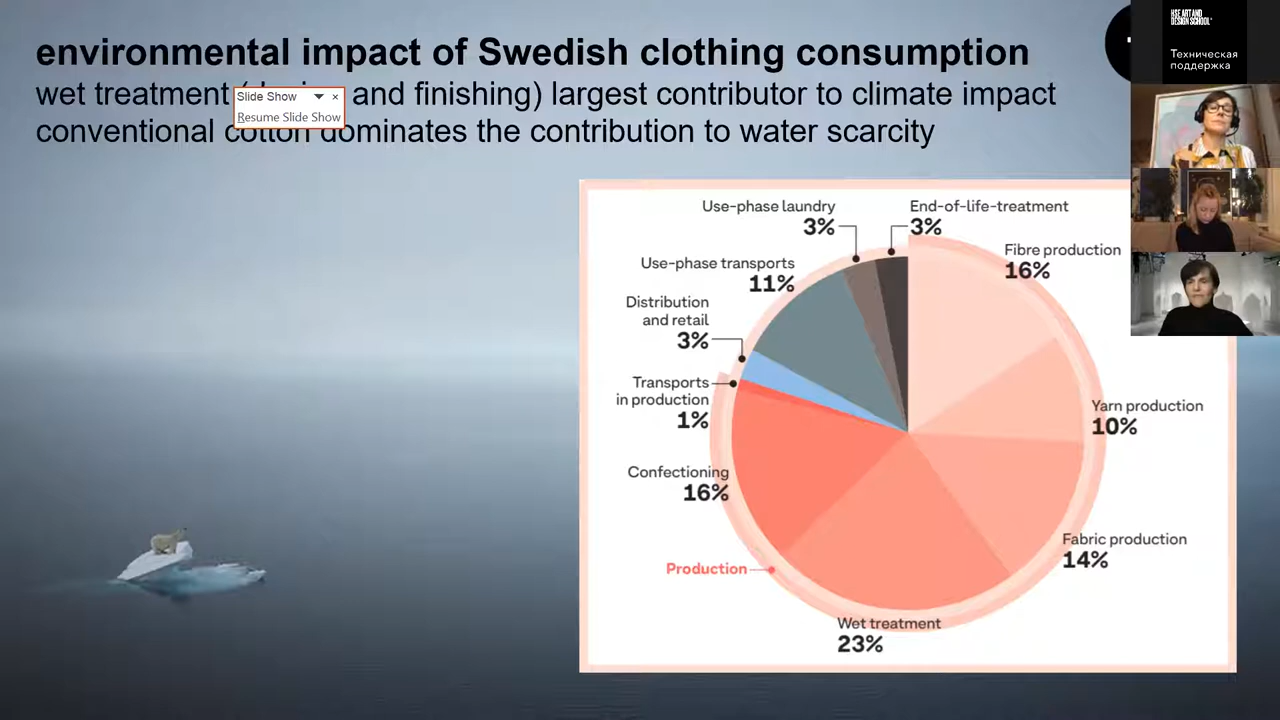 environmental impact of Swedish clothing consumption
wet treatment ( and finishing) largest contributor to climate impact
conventional cotton dominates the contribution to water scarcity
Slide Show ×
Resume Slide Show
HSE ART AND
DESIGN SCHOOL
Техническая
поддержка
Use-phase laundry
3%
End-of-life-treatment
3%
Fibre production
16%
Use-phase transports
11%
Distribution
and retail
3%
Transports
in production
1%
Yarn production
10%
Confectioning
16%
Fabric production
14%
Production
Wet treatment
23%